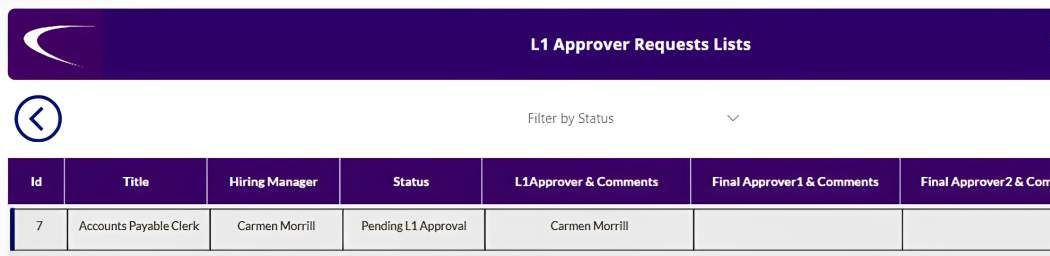 L1 Approver Requests Lists
Filter by Status
Id Title Hiring Manager Status L1Approver & Comments Final Approver1 & Comments Final Approver2 &
7 Accounts Payable Clerk Carmen Morrill Pending L1 Approval Carmen Morrill